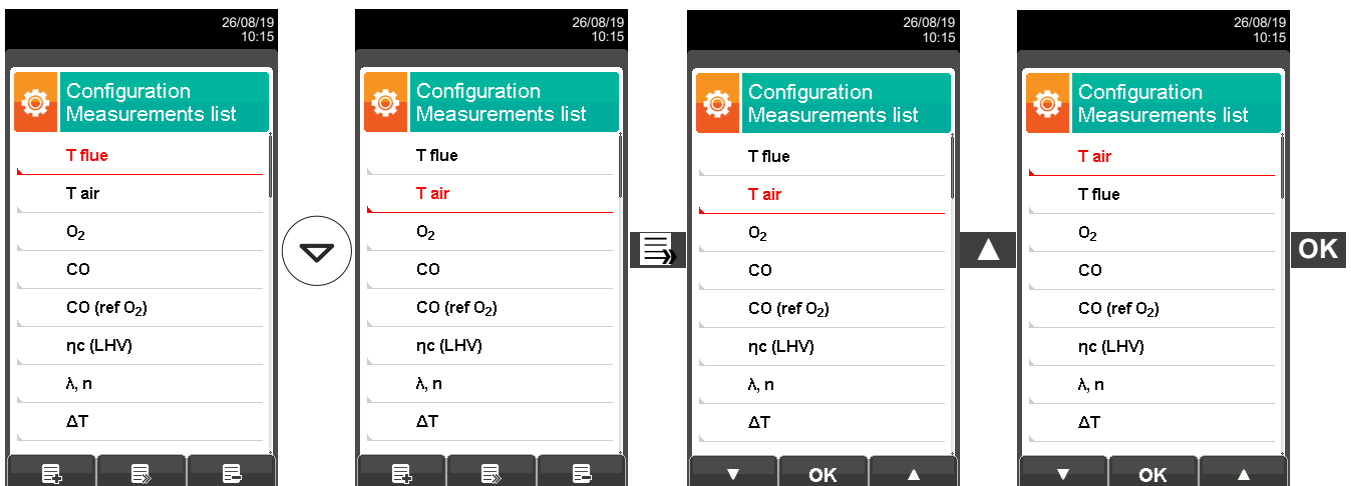 26/08/19
10:15
Configuration
Measurements list
T flue
T air
O₂
CO
CO (ref O₂)
ηc (LHV)
λ, n
ΔT
26/08/19
10:15
Configuration
Measurements list
T flue
T air
O₂
CO
CO (ref O₂)
ηc (LHV)
λ, n
ΔT
26/08/19
10:15
Configuration
Measurements list
T flue
T air
O₂
CO
CO (ref O₂)
ηc (LHV)
λ, n
ΔT
▼ OK ▲
▲
26/08/19
10:15
Configuration
Measurements list
T air
T flue
O₂
CO
CO (ref O₂)
ηc (LHV)
λ, n
ΔT
▼ OK ▲
OK